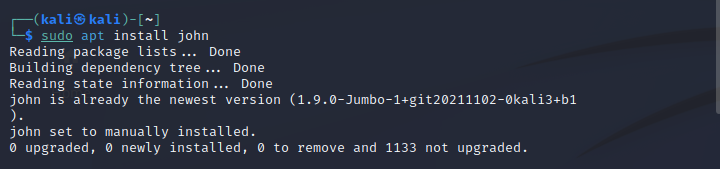 ┌──(kali㉿kali)-[~]
└─$ sudo apt install john
Reading package lists... Done
Building dependency tree... Done
Reading state information... Done
john is already the newest version (1.9.0-Jumbo-1+git20211102-0kali3+b1
).
john set to manually installed.
0 upgraded, 0 newly installed, 0 to remove and 1133 not upgraded.